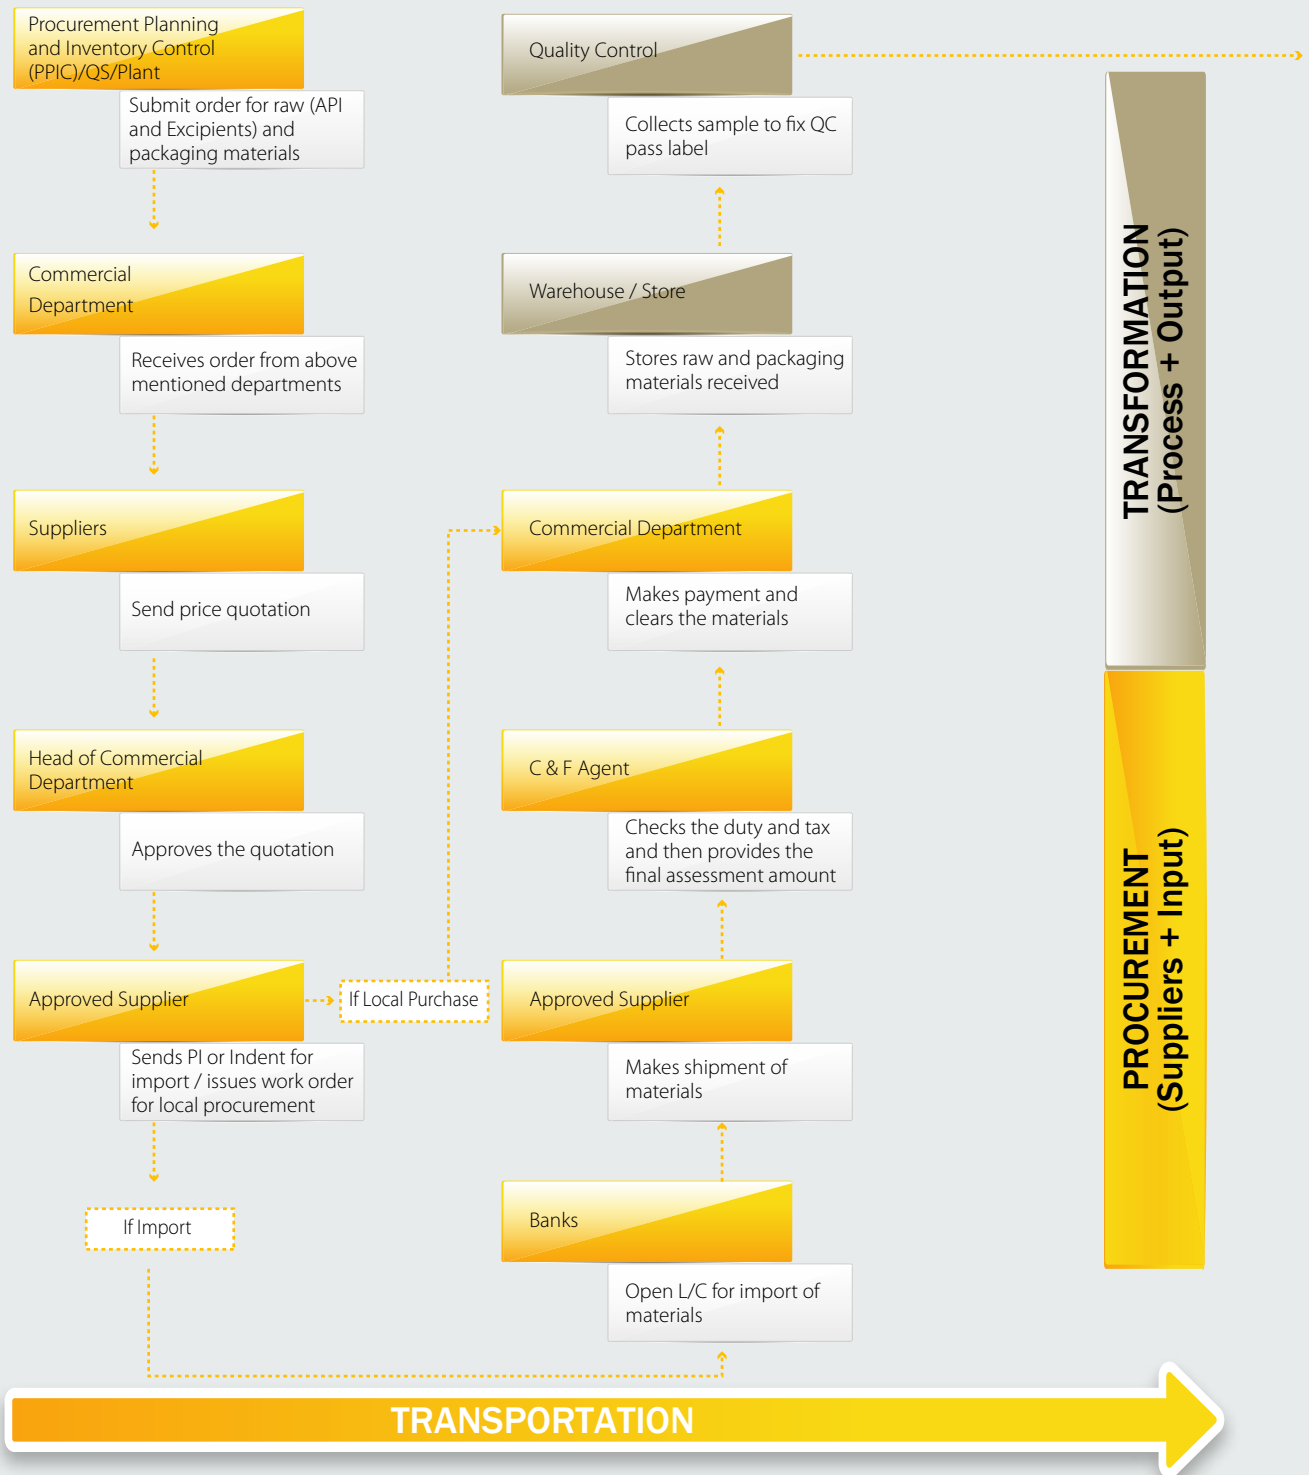 Procurement Planning
and Inventory Control
(PPIC)/QS/Plant
Submit order for raw (API
and Excipients) and
packaging materials
Commercial
Department
Receives order from above
mentioned departments
Suppliers
Send price quotation
Head of Commercial
Department
Approves the quotation
Approved Supplier
Sends PI or Indent for
import / issues work order
for local procurement
If Local Purchase
If Import
Quality Control
Collects sample to fix QC
pass label
Warehouse / Store
Stores raw and packaging
materials received
Commercial Department
Makes payment and
clears the materials
C & F Agent
Checks the duty and tax
and then provides the
final assessment amount
Approved Supplier
Makes shipment of
materials
Banks
Open L/C for import of
materials
TRANSFORMATION
(Process + Output)
PROCUREMENT
(Suppliers + Input)
TRANSPORTATION